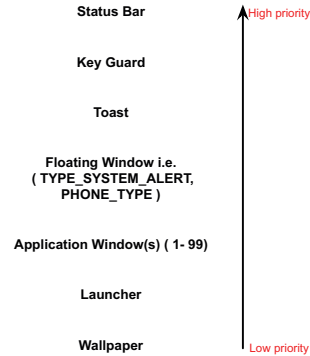 Status Bar
High priority
Key Guard
Toast
Floating Window i.e.
( TYPE_SYSTEM_ALERT,
PHONE_TYPE )
Application Window(s) ( 1- 99)
Launcher
Wallpaper
Low priority